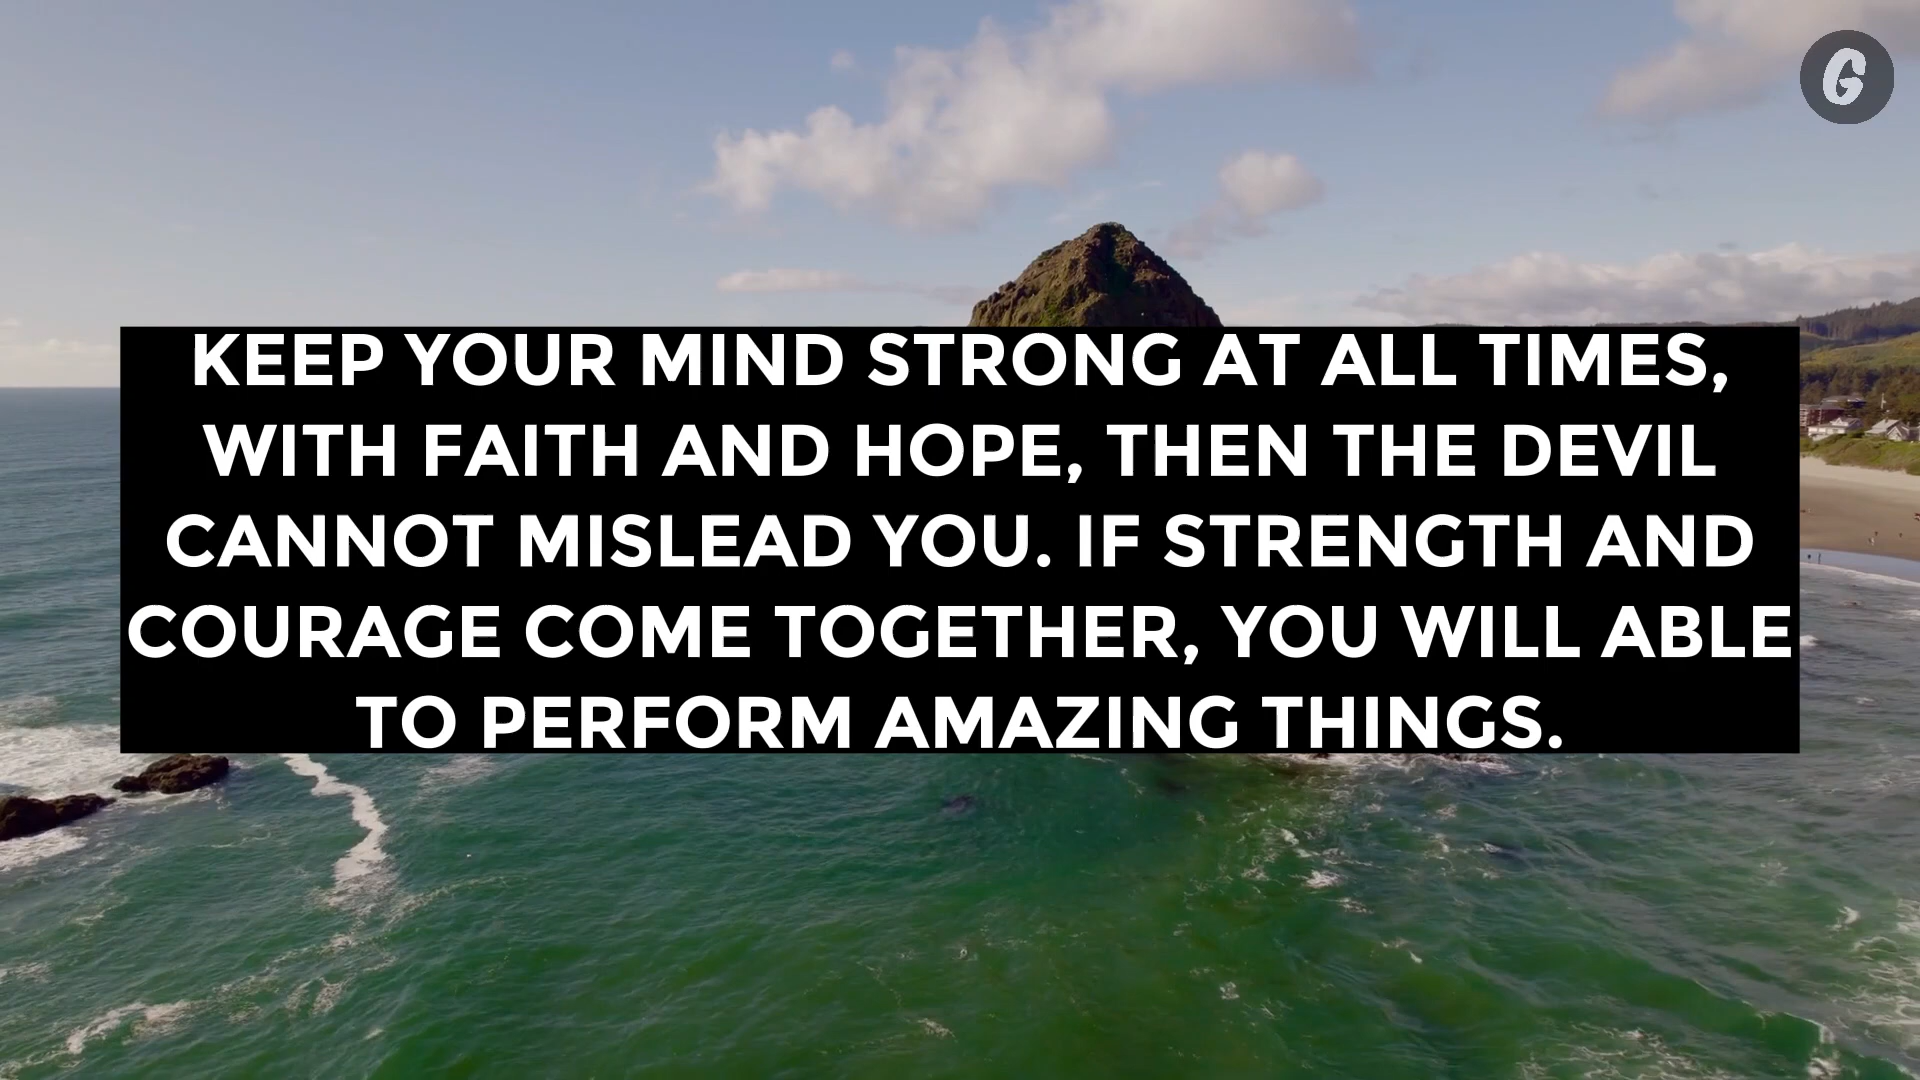 G
KEEP YOUR MIND STRONG AT ALL TIMES,
WITH FAITH AND HOPE, THEN THE DEVIL
CANNOT MISLEAD YOU. IF STRENGTH AND
COURAGE COME TOGETHER, YOU WILL ABLE
TO PERFORM AMAZING THINGS.